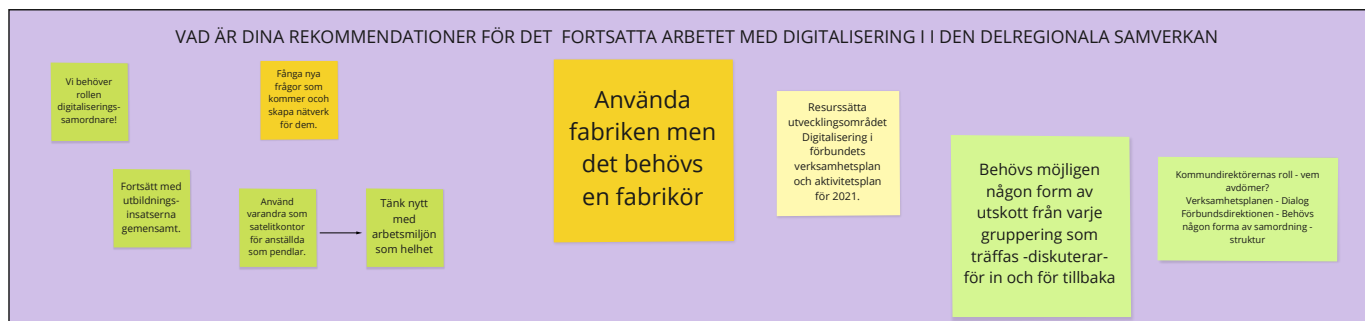 VAD ÄR DINA REKOMMENDATIONER FÖR DET  FORTSATTA ARBETET MED DIGITALISERING I I DEN DELREGIONALA SAMVERKAN
Vi behöver
rollen
digitaliserings-
samordnare!
Fånga nya
frågor som
kommer ocoh
skapa nätverk
för dem.
Fortsätt med
utbildnings-
insatserna
gemensamt.
Använd
varandra som
satelitkontor
för anställda
som pendlar.
Tänk nytt
med
arbetsmiljön
som helhet
Använda
fabriken men
det behövs
en fabrikör
Resurssätta
utvecklingsområdet
Digitalisering i
förbundets
verksamhetsplan
och aktivitetsplan
för 2021.
Behövs möjligen
någon form av
utskott från varje
gruppering som
träffas -diskuterar-
för in och för tillbaka
Kommundirektörernas roll - vem
avdömer?
Verksamhetsplanen - Dialog
Förbundsdirektionen - Behövs
någon forma av samordning -
struktur